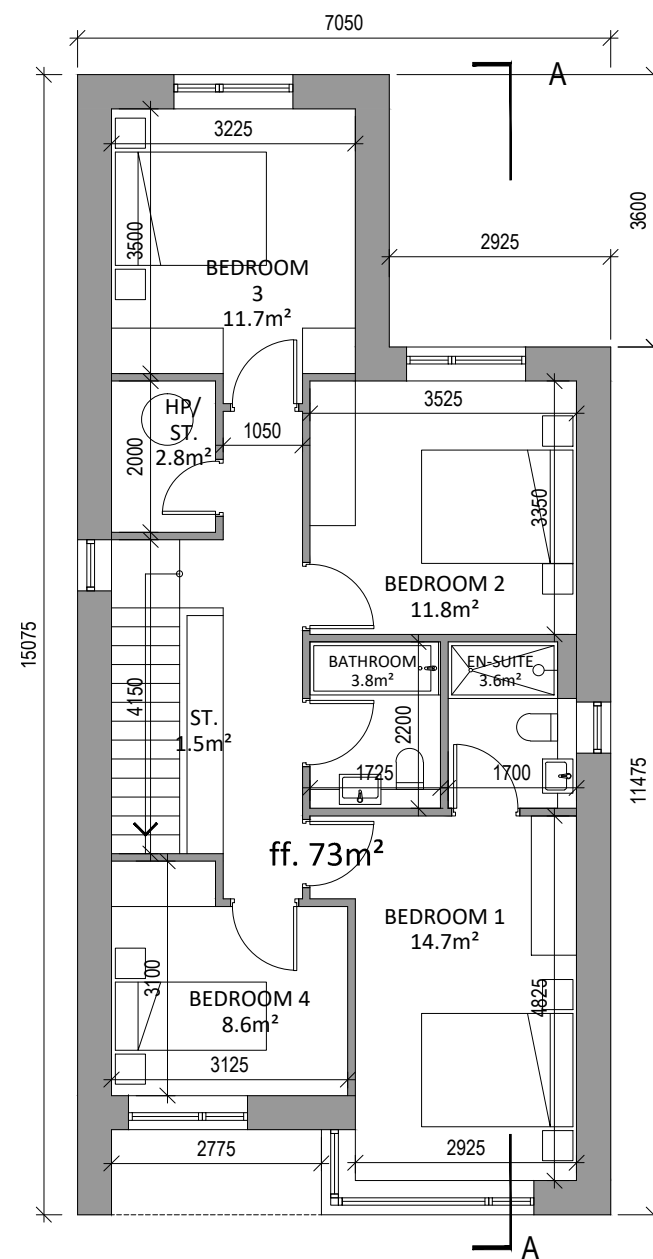 7050
A
3225
3600
2925
3500
BEDROOM
3
11.7m²
HP/
ST.
2.8m²
2000
1050
3525
3350
BEDROOM 2
11.8m²
15075
BATHROOM
3.8m²
EN-SUITE
3.6m²
4150
ST.
1.5m²
2200
1725
1700
11475
ff. 73m²
BEDROOM 1
14.7m²
3100
BEDROOM 4
8.6m²
4825
3125
2775
2925
A